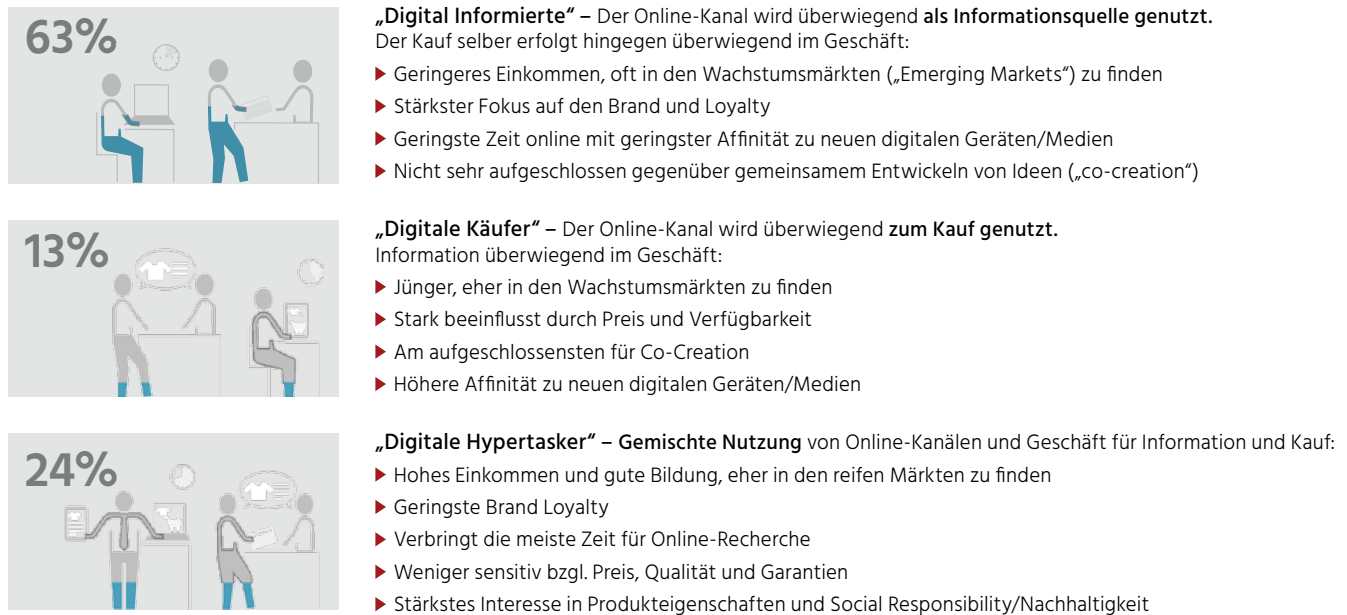 63%
„Digital Informierte“ – Der Online-Kanal wird überwiegend als Informationsquelle genutzt.
Der Kauf selber erfolgt hingegen überwiegend im Geschäft:
▶ Geringeres Einkommen, oft in den Wachstumsmärkten („Emerging Markets“) zu finden
▶ Stärkster Fokus auf den Brand und Loyalty
▶ Geringste Zeit online mit geringster Affinität zu neuen digitalen Geräten/Medien
▶ Nicht sehr aufgeschlossen gegenüber gemeinsamem Entwickeln von Ideen („co-creation“)
13%
„Digitale Käufer“ – Der Online-Kanal wird überwiegend zum Kauf genutzt.
Information überwiegend im Geschäft:
▶ Jünger, eher in den Wachstumsmärkten zu finden
▶ Stark beeinflusst durch Preis und Verfügbarkeit
▶ Am aufgeschlossensten für Co-Creation
▶ Höhere Affinität zu neuen digitalen Geräten/Medien
24%
„Digitale Hypertasker“ – Gemischte Nutzung von Online-Kanälen und Geschäft für Information und Kauf:
▶ Hohes Einkommen und gute Bildung, eher in den reifen Märkten zu finden
▶ Geringste Brand Loyalty
▶ Verbringt die meiste Zeit für Online-Recherche
▶ Weniger sensitiv bzgl. Preis, Qualität und Garantien
▶ Stärkstes Interesse in Produkteigenschaften und Social Responsibility/Nachhaltigkeit